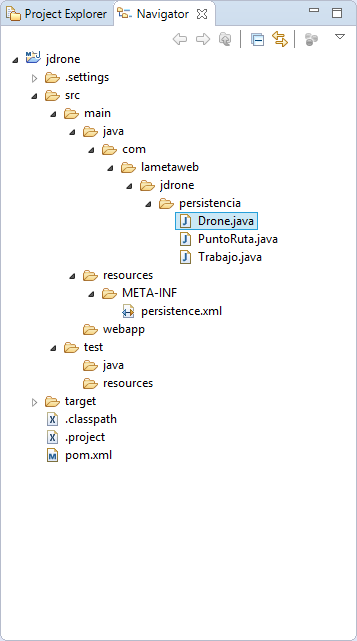 Project Explorer Navigator
jdrone
.settings
src
main
java
com
lametaweb
jdrone
persistencia
Drone.java
PuntoRuta.java
Trabajo.java
resources
META-INF
persistence.xml
webapp
test
java
resources
target
.classpath
.project
pom.xml